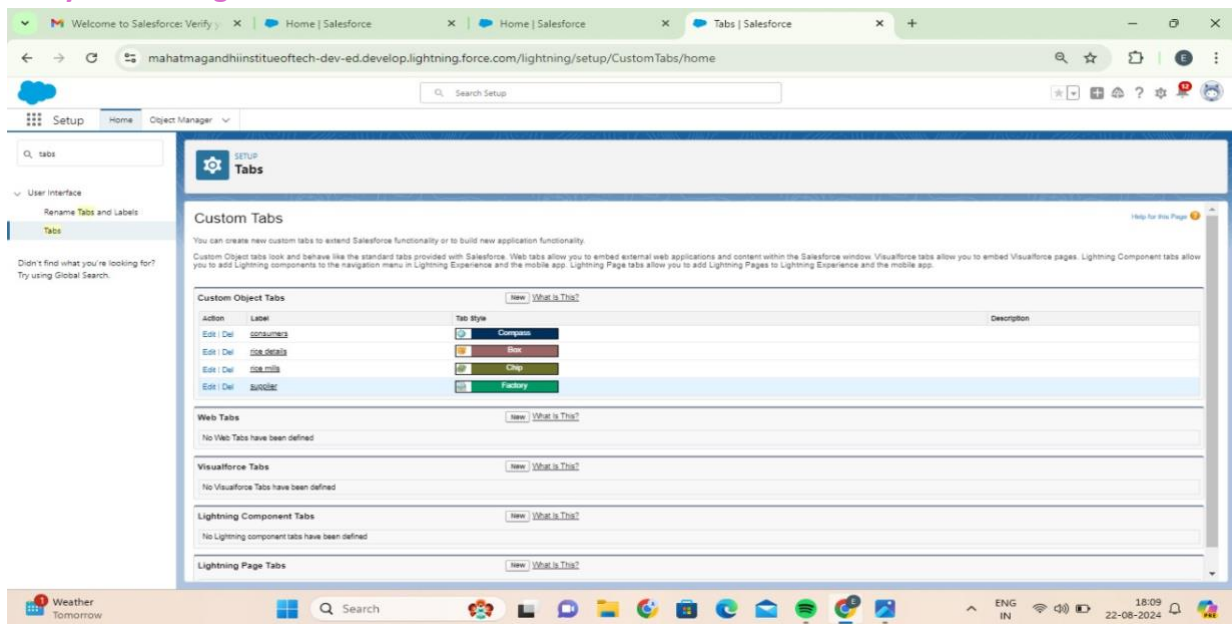 Welcome to Salesforce: Verify y
Home | Salesforce
Home | Salesforce
Tabs | Salesforce
mahatmagandhiinstitueoftech-dev-ed.develop.lightning.force.com/lightning/setup/CustomTabs/home
E
Search Setup
Setup Home Object Manager
tabs
SETUP
Tabs
User Interface
Rename Tabs and Labels
Tabs
Didn't find what you're looking for?
Try using Global Search.
Custom Tabs
Help for this Page
You can create new custom tabs to extend Salesforce functionality or to build new application functionality.
Custom Object tabs look and behave like the standard tabs provided with Salesforce. Web tabs allow you to embed external web applications and content within the Salesforce window. Visualforce tabs allow you to embed Visualforce pages. Lightning Component tabs allow
you to add Lightning components to the navigation menu in Lightning Experience and the mobile app. Lightning Page tabs allow you to add Lightning Pages to Lightning Experience and the mobile app.
Custom Object Tabs New What Is This?
Action Label Tab Style Description
Edit | Del consumers Compass
Edit | Del rice details Box
Edit | Del rice mills Chip
Edit | Del supplier Factory
Web Tabs New What Is This?
No Web Tabs have been defined
Visualforce Tabs New What Is This?
No Visualforce Tabs have been defined
Lightning Component Tabs New What Is This?
No Lightning component tabs have been defined
Lightning Page Tabs New What Is This?
Weather
Tomorrow
Search
ENG
IN
18:09
22-08-2024